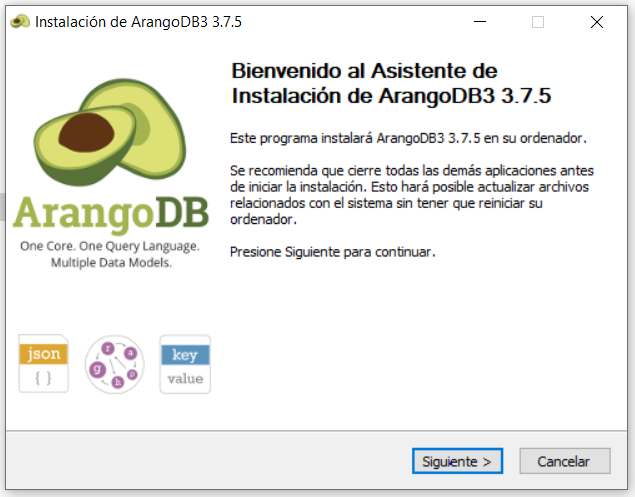 Instalación de ArangoDB3 3.7.5
Bienvenido al Asistente de
Instalación de ArangoDB3 3.7.5
Este programa instalará ArangoDB3 3.7.5 en su ordenador.
Se recomienda que cierre todas las demás aplicaciones antes
de iniciar la instalación. Esto hará posible actualizar archivos
relacionados con el sistema sin tener que reiniciar su
ordenador.
Presione Siguiente para continuar.
ArangoDB
One Core. One Query Language.
Multiple Data Models.
json
{ }
g r a p h
key
value
Siguiente >
Cancelar